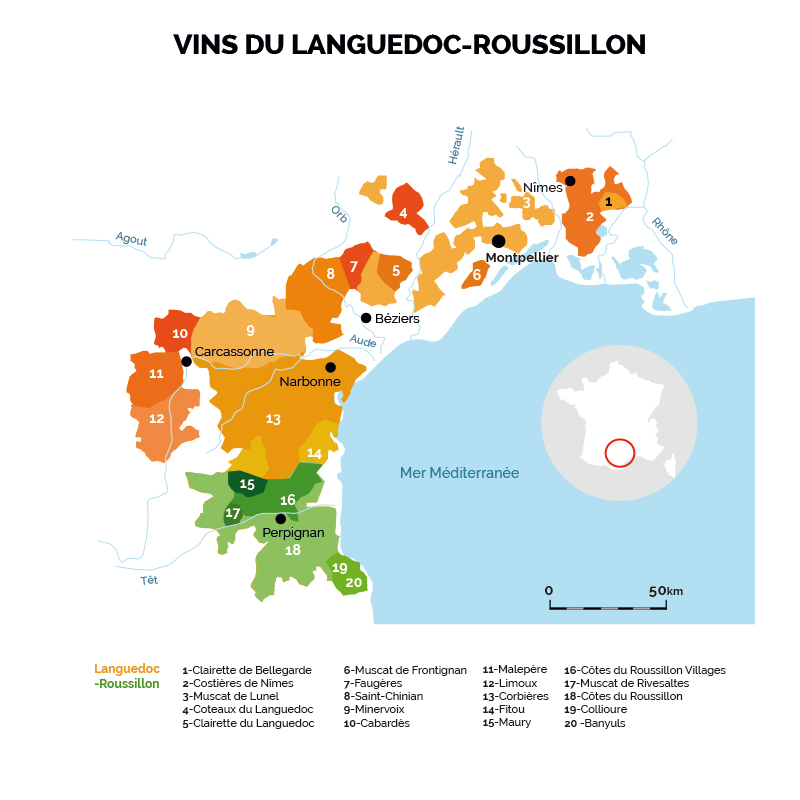 VINS DU LANGUEDOC-ROUSSILLON
Hérault
Nîmes
1
3
4
2
Orb
Rhône
Agout
Montpellier
7
8
5
6
Béziers
9
10
Aude
Carcassonne
11
Narbonne
12
13
14
Mer Méditerranée
15
16
17
Perpignan
18
19
20
Têt
0
50km
Languedoc
-Roussillon
1-Clairette de Bellegarde
2-Costières de Nîmes
3-Muscat de Lunel
4-Coteaux du Languedoc
5-Clairette du Languedoc
6-Muscat de Frontignan
7-Faugères
8-Saint-Chinian
9-Minervoix
10-Cabardès
11-Malepère
12-Limoux
13-Corbières
14-Fitou
15-Maury
16-Côtes du Roussillon Villages
17-Muscat de Rivesaltes
18-Côtes du Roussillon
19-Collioure
20 -Banyuls